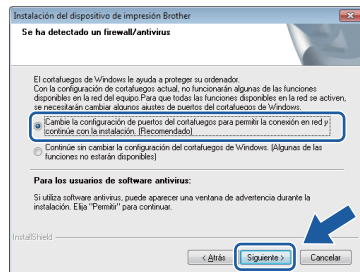 Instalación del dispositivo de impresión Brother
Se ha detectado un firewall/antivirus
El cortafuegos de Windows le ayuda a proteger su ordenador.
Con la configuración de cortafuegos actual, no funcionarán algunas de las funciones
disponibles en la red del equipo.Para que todas las funciones disponibles en la red se activen,
se necesitarán cambiar algunos ajustes de puertos del cortafuegos de Windows.
Cambie la configuración de puertos del cortafuegos para permitir la conexión en red y
continúe con la instalación. (Recomendado)
Continúe sin cambiar la configuración del cortafuegos de Windows. (Algunas de las
funciones no estarán disponibles)
Para los usuarios de software antivirus:
Si utiliza software antivirus, puede aparecer una ventana de advertencia durante la
instalación. Elija "Permitir" para continuar.
InstallShield
< Atrás Siguiente > Cancelar